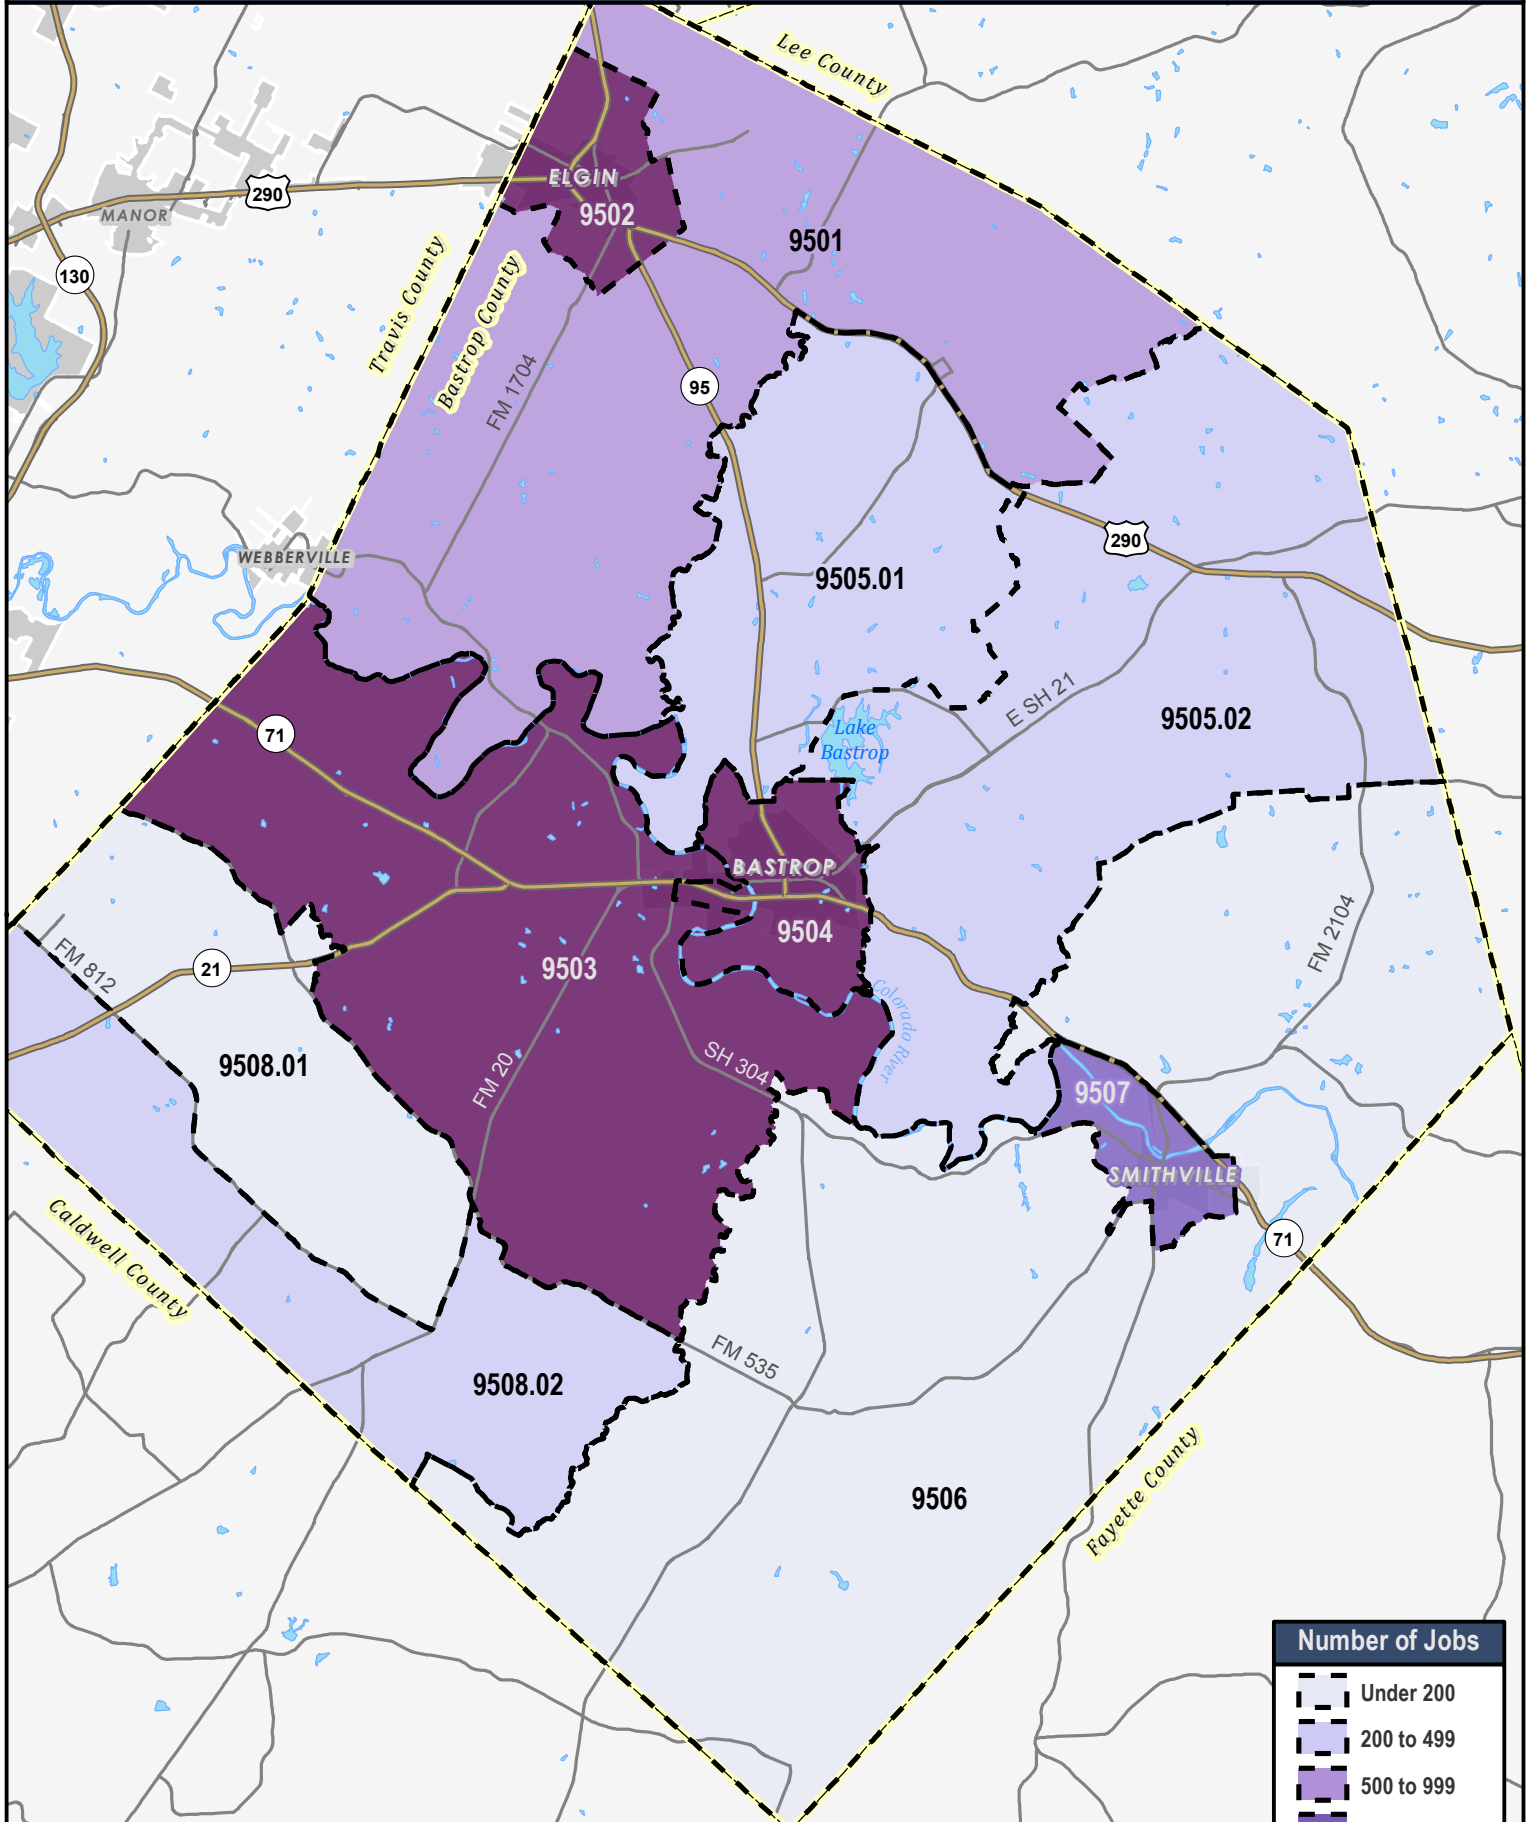 Lee County
ELGIN
290
9502
MANOR
9501
130
Travis County
Bastrop County
FM 1704
95
290
WEBBERVILLE
9505.01
E SH 21
9505.02
71
Lake
Bastrop
BASTROP
9504
FM 2104
FM 812
21
9503
Colorado River
9508.01
SH 304
FM 20
9507
SMITHVILLE
Caldwell County
71
FM 535
9508.02
Fayette County
9506
Number of Jobs
Under 200
200 to 499
500 to 999